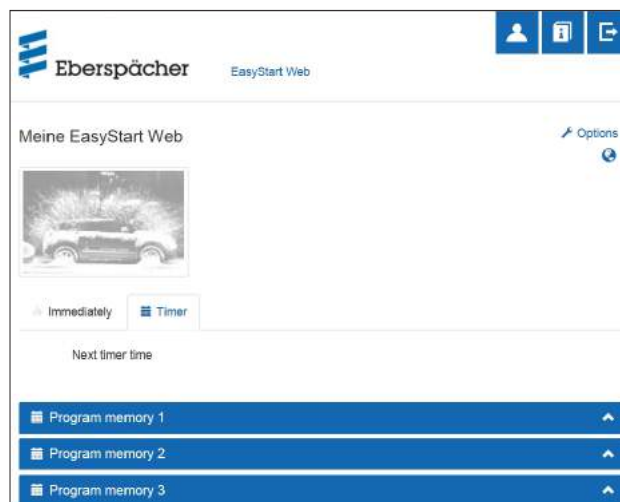 Eberspächer
EasyStart Web
Meine EasyStart Web
Options
Immediately
Timer
Next timer time
Program memory 1
Program memory 2
Program memory 3